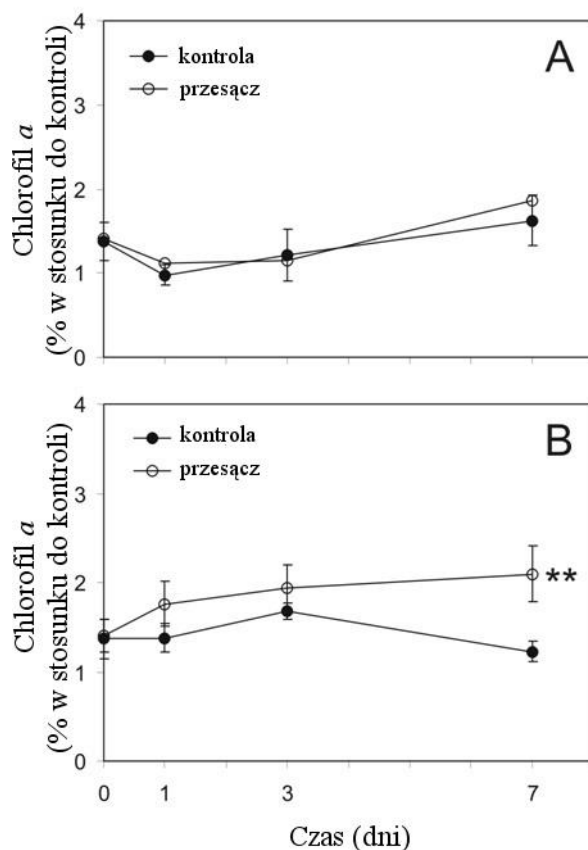 4
3
2
1
0
Chlorofil a
(% w stosunku do kontroli)
kontrola
przesącz
A
4
3
2
1
0
Chlorofil a
(% w stosunku do kontroli)
kontrola
przesącz
B
**
0 1 3 7
Czas (dni)